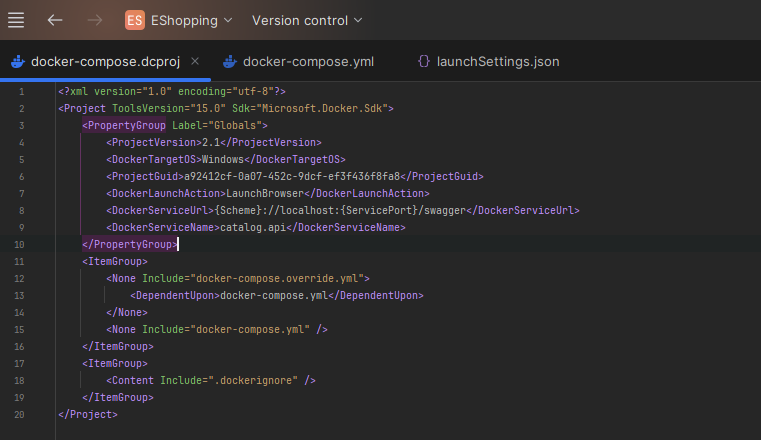 ES EShopping Version control
docker-compose.dcproj docker-compose.yml {} launchSettings.json
1 <?xml version="1.0" encoding="utf-8"?>
2 <Project ToolsVersion="15.0" Sdk="Microsoft.Docker.Sdk">
3 <PropertyGroup Label="Globals">
4 <ProjectVersion>2.1</ProjectVersion>
5 <DockerTargetOS>Windows</DockerTargetOS>
6 <ProjectGuid>a92412cf-0a07-452c-9dcf-ef3f436f8fa8</ProjectGuid>
7 <DockerLaunchAction>LaunchBrowser</DockerLaunchAction>
8 <DockerServiceUrl>{Scheme}://localhost:{ServicePort}/swagger</DockerServiceUrl>
9 <DockerServiceName>catalog.api</DockerServiceName>
10 </PropertyGroup>
11 <ItemGroup>
12 <None Include="docker-compose.override.yml">
13 <DependentUpon>docker-compose.yml</DependentUpon>
14 </None>
15 <None Include="docker-compose.yml" />
16 </ItemGroup>
17 <ItemGroup>
18 <Content Include=".dockerignore" />
19 </ItemGroup>
20 </Project>